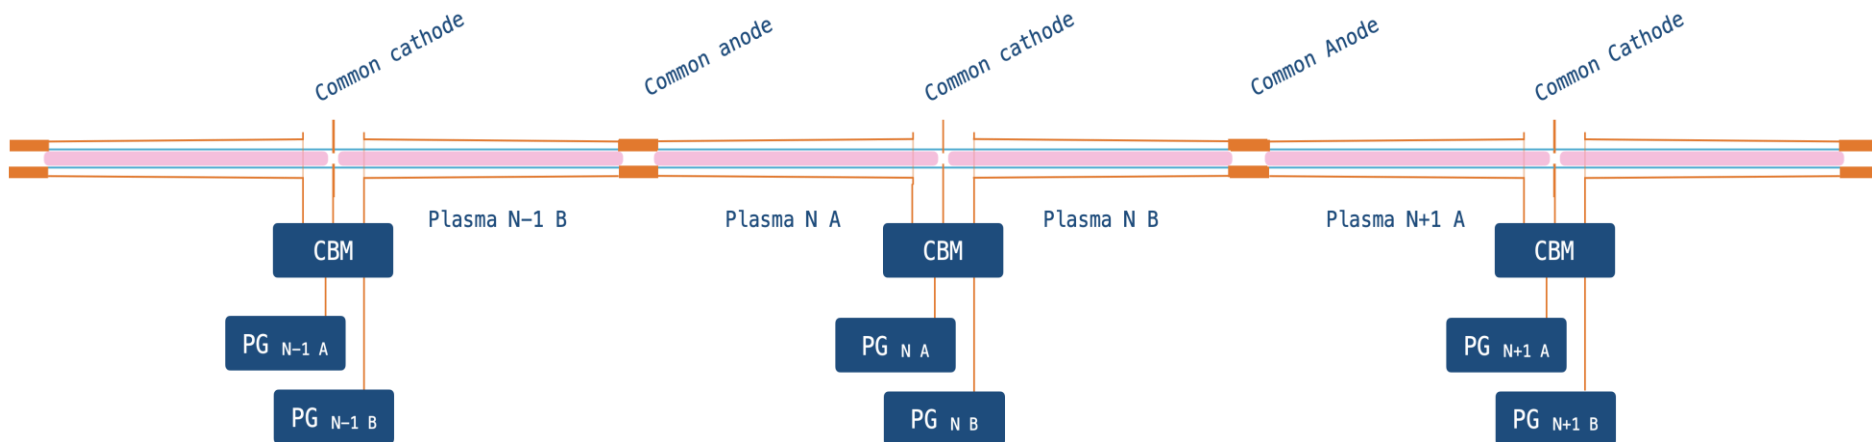 Common cathode
Common anode
Common cathode
Common Anode
Common Cathode
Plasma N-1 B
Plasma N A
Plasma N B
Plasma N+1 A
CBM
CBM
CBM
PG N-1 A
PG N A
PG N+1 A
PG N-1 B
PG N B
PG N+1 B